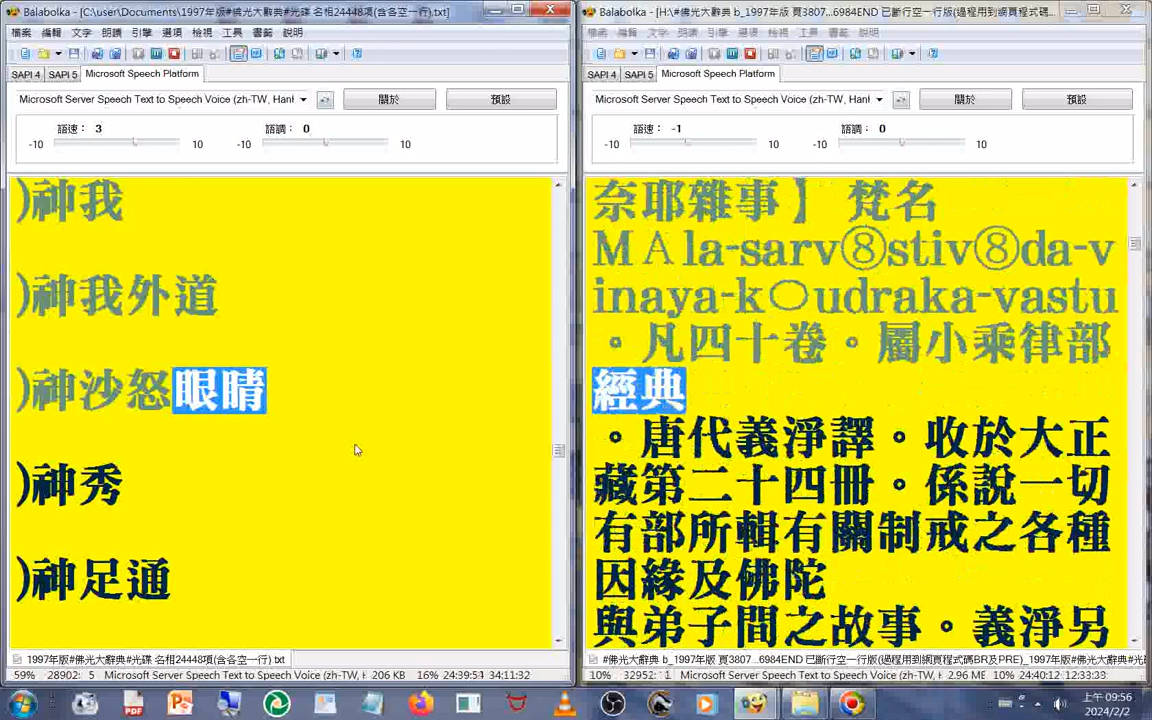 Balabolka - [C:\user\Documents\1997年版#佛光大辭典#光碟 名相24448項(含各空一行).txt]
檔案 編輯 文字 朗讀 引擎 選項 檢視 工具 書籤 說明
SAPI 4 SAPI 5 Microsoft Speech Platform
Microsoft Server Speech Text to Speech Voice (zh-TW, Hanl
關於 預設
語速： 3 語調： 0
-10 10 -10 10
)神我
)神我外道
)神沙怒眼睛
)神秀
)神足通
1997年版#佛光大辭典#光碟 名相24448項(含各空一行).txt
59% 24908: 5 Microsoft Server Speech Text to Speech Voice (zh-TW, H 206 KB 16% 24:39:54 34:11:32
Balabolka - [H:\#佛光大辭典 b_1997年版 頁3807...6984END 已斷行空一行版(過程用到網頁程式碼
檔案 編輯 文字 朗讀 引擎 選項 檢視 工具 書籤 說明
SAPI 4 SAPI 5 Microsoft Speech Platform
Microsoft Server Speech Text to Speech Voice (zh-TW, Hanl
關於 預設
語速： -1 語調： 0
-10 10 -10 10
奈耶雜事】 梵名
MＡla-sarv⑧stiv⑧da-v
inaya-k○udraka-vastu
。凡四十卷。屬小乘律部
經典
。唐代義淨譯。收於大正
藏第二十四冊。係說一切
有部所輯有關制戒之各種
因緣及佛陀
與弟子間之故事。義淨另
#佛光大辭典 b_1997年版 頁3807...6984END 已斷行空一行版(過程用到網頁程式碼BR及PRE)_1997年版#佛光大辭典#光
10% 32952: 1 Microsoft Server Speech Text to Speech Voice (zh-TW, H 2.96 MB 10% 24:40:12
上午 09:56
2024/2/2